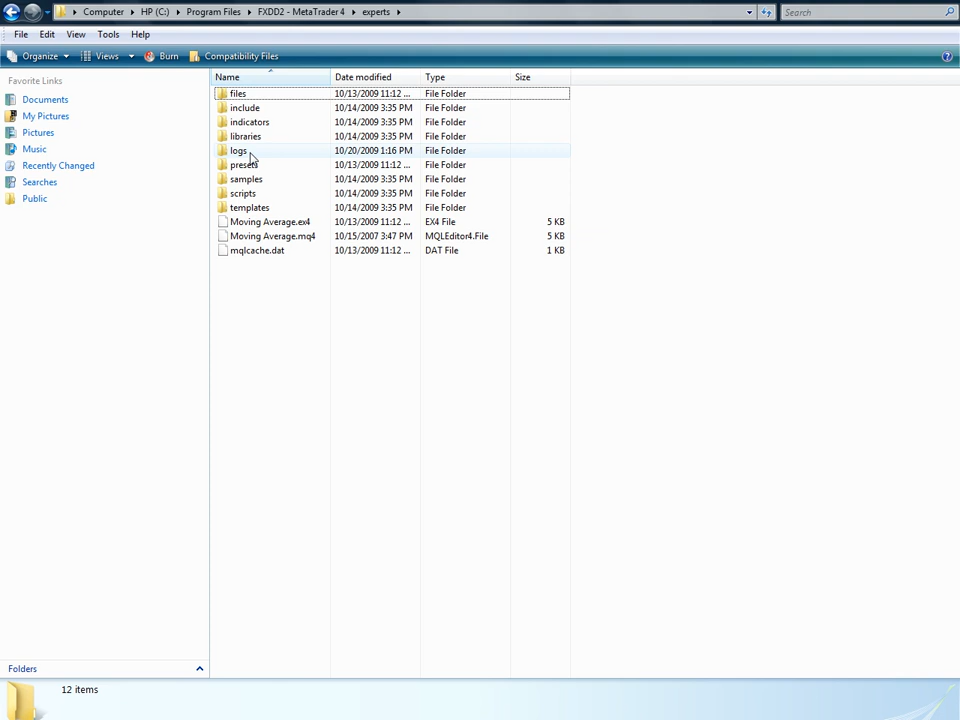 Computer HP (C:) Program Files FXDD2 - MetaTrader 4 experts Search
File Edit View Tools Help
Organize Views Burn Compatibility Files
Favorite Links
Documents
My Pictures
Pictures
Music
Recently Changed
Searches
Public
Folders
Name Date modified Type Size
files 10/13/2009 11:12 ... File Folder
include 10/14/2009 3:35 PM File Folder
indicators 10/14/2009 3:35 PM File Folder
libraries 10/14/2009 3:35 PM File Folder
logs 10/20/2009 1:16 PM File Folder
presets 10/13/2009 11:12 ... File Folder
samples 10/14/2009 3:35 PM File Folder
scripts 10/14/2009 3:35 PM File Folder
templates 10/14/2009 3:35 PM File Folder
Moving Average.ex4 10/13/2009 11:12 ... EX4 File 5 KB
Moving Average.mq4 10/15/2007 3:47 PM MQLEditor4.File 5 KB
mqlcache.dat 10/13/2009 11:12 ... DAT File 1 KB
12 items